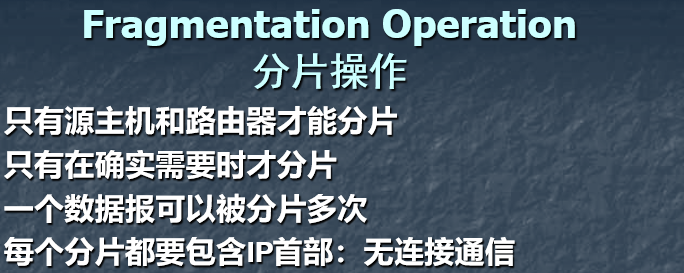 Fragmentation Operation
分片操作
只有源主机和路由器才能分片
只有在确实需要时才分片
一个数据报可以被分片多次
每个分片都要包含IP首部：无连接通信